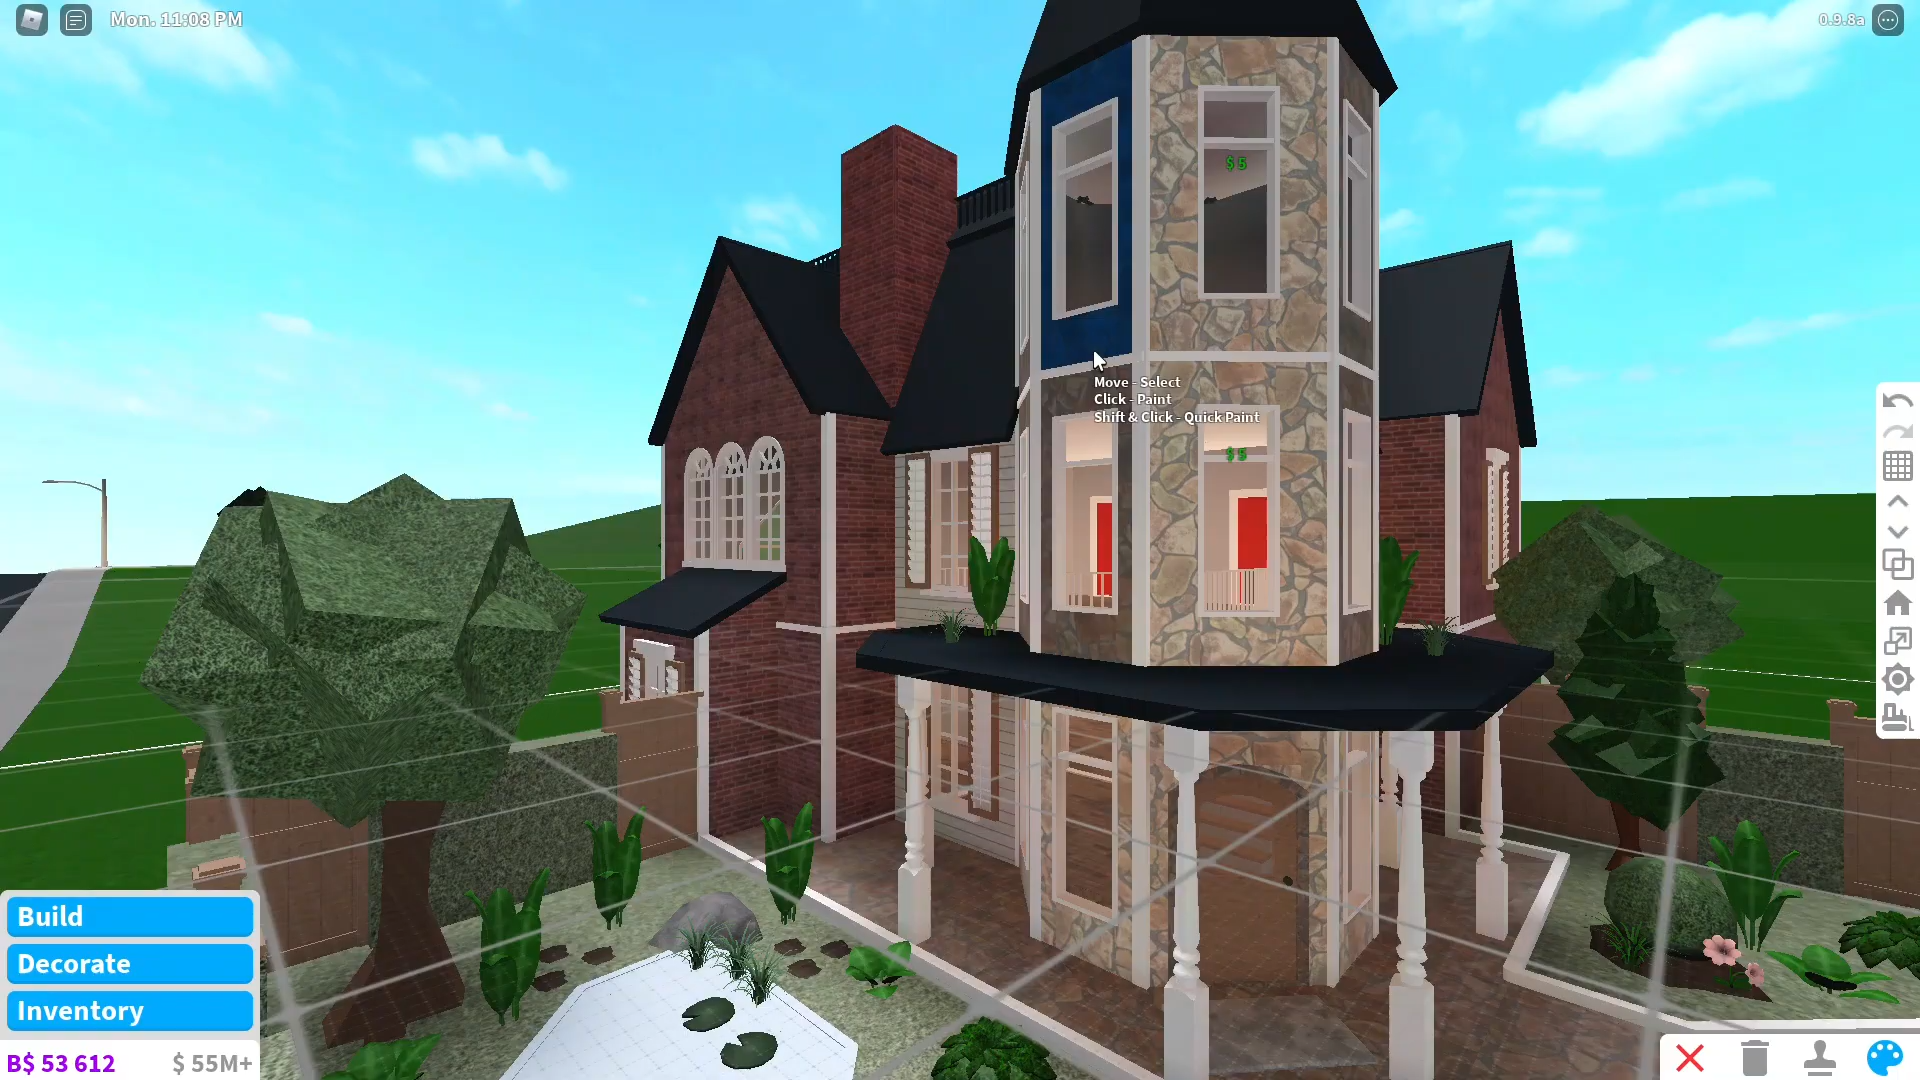 Mon. 11:08 PM
0.9.8a
$5
Move - Select
Click - Paint
Shift & Click - Quick Paint
$5
Build
Decorate
Inventory
B$ 53 612
$ 55M+